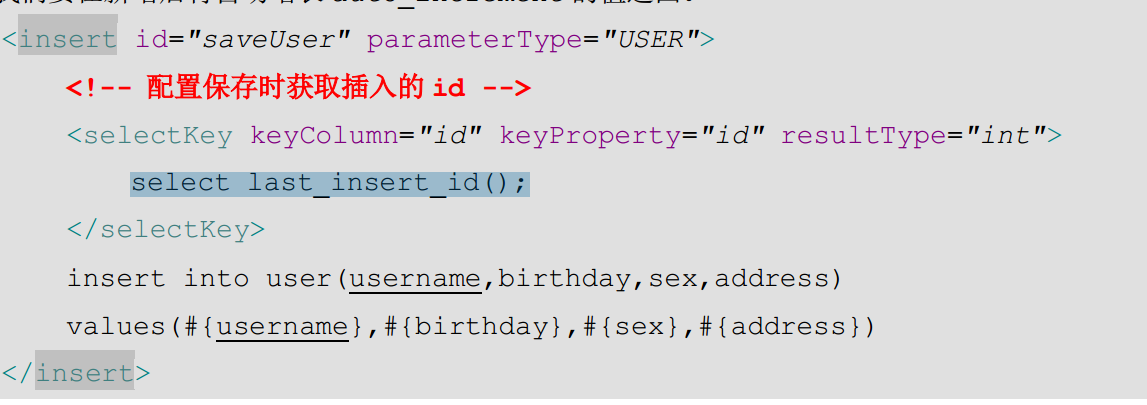 <insert id="saveUser" parameterType="USER">
<!-- 配置保存时获取插入的 id -->
<selectKey keyColumn="id" keyProperty="id" resultType="int">
select last_insert_id();
</selectKey>
insert into user(username,birthday,sex,address)
values(#{username},#{birthday},#{sex},#{address})
</insert>